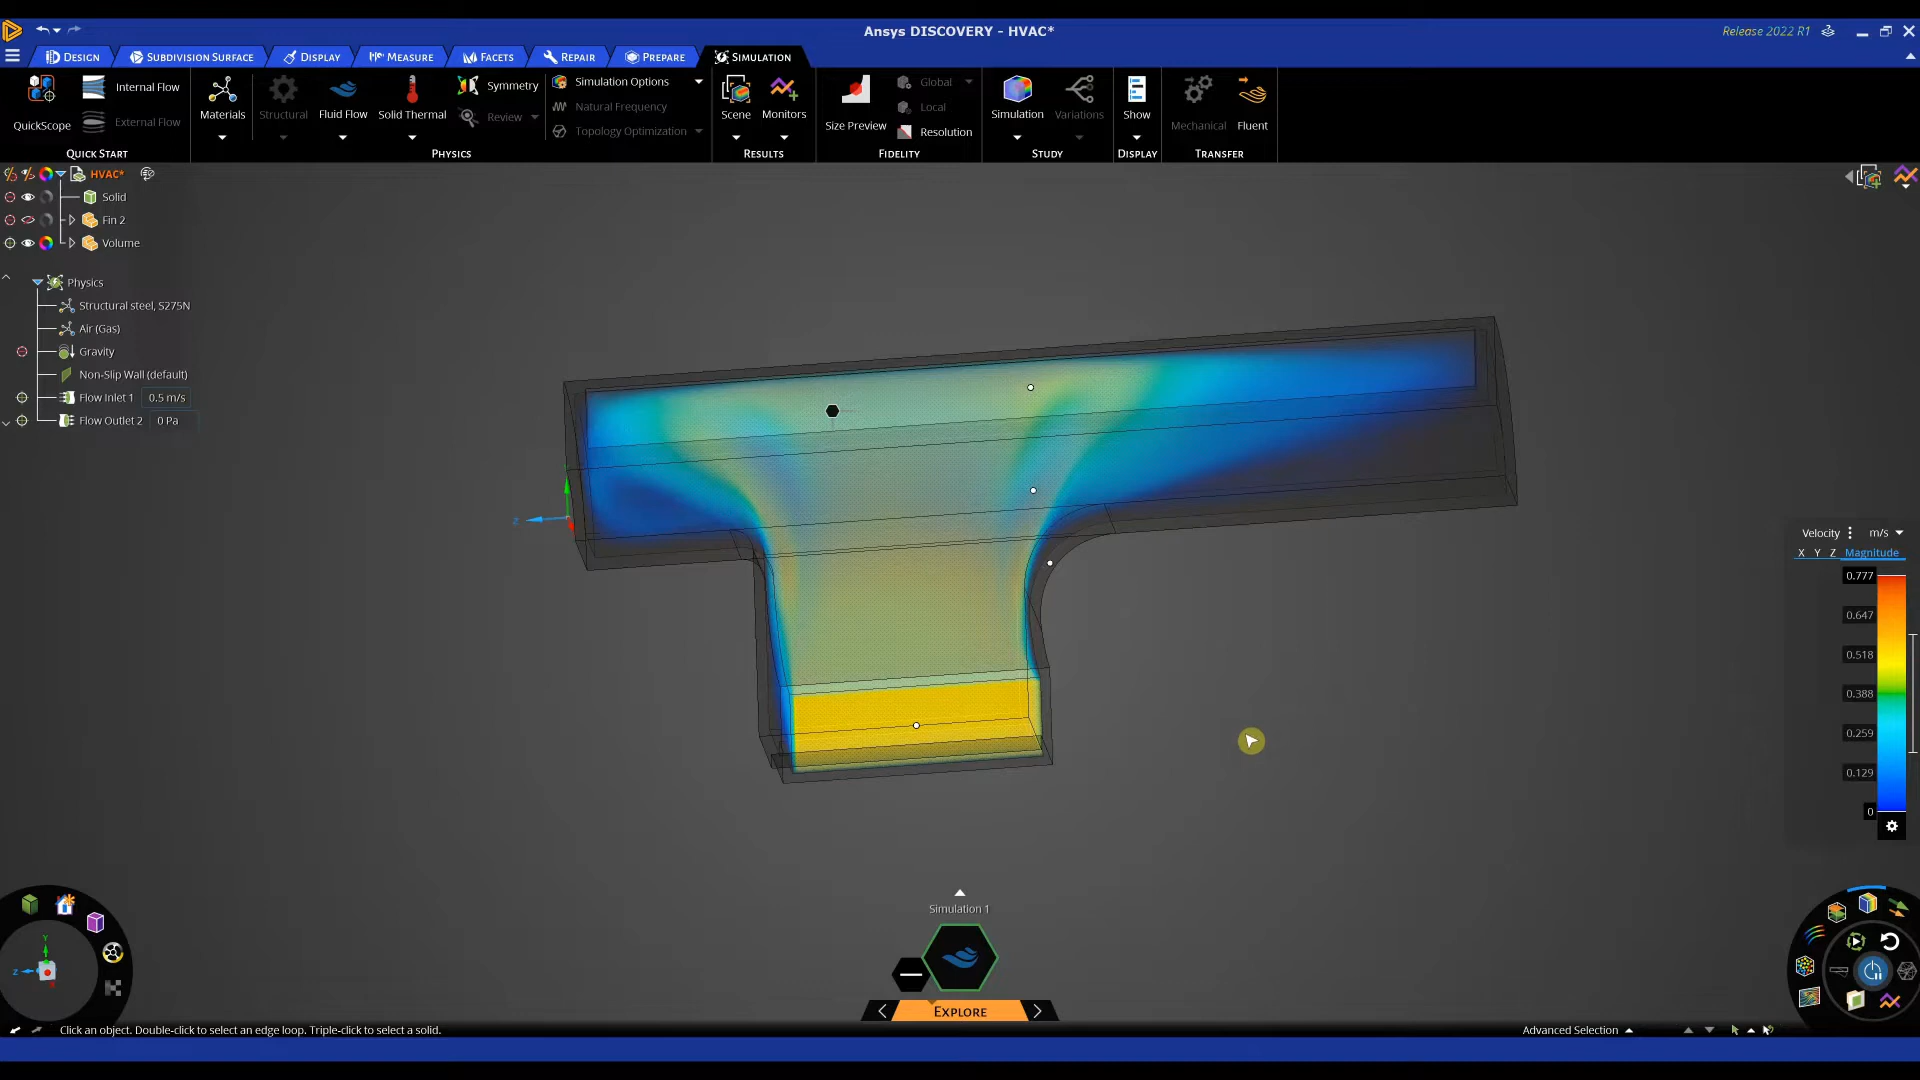 Ansys DISCOVERY - HVAC*
Release 2022 R1
DESIGN
SUBDIVISION SURFACE
DISPLAY
MEASURE
FACETS
REPAIR
PREPARE
SIMULATION
QuickScope
Internal Flow
External Flow
QUICK START
Materials
Structural
Fluid Flow
Solid Thermal
Symmetry
Review
Simulation Options
Natural Frequency
Topology Optimization
PHYSICS
Scene
Monitors
RESULTS
Size Preview
Global
Local
Resolution
FIDELITY
Simulation
Variations
STUDY
Show
DISPLAY
Mechanical
Fluent
TRANSFER
HVAC*
Solid
Fin 2
Volume
Physics
Structural steel, S275N
Air (Gas)
Gravity
Non-Slip Wall (default)
Flow Inlet 1 0.5 m/s
Flow Outlet 2 0 Pa
Z
Velocity m/s
X Y Z Magnitude
0.777
0.647
0.518
0.388
0.259
0.129
0
Simulation 1
EXPLORE
Y
Z
Click an object. Double-click to select an edge loop. Triple-click to select a solid.
Advanced Selection